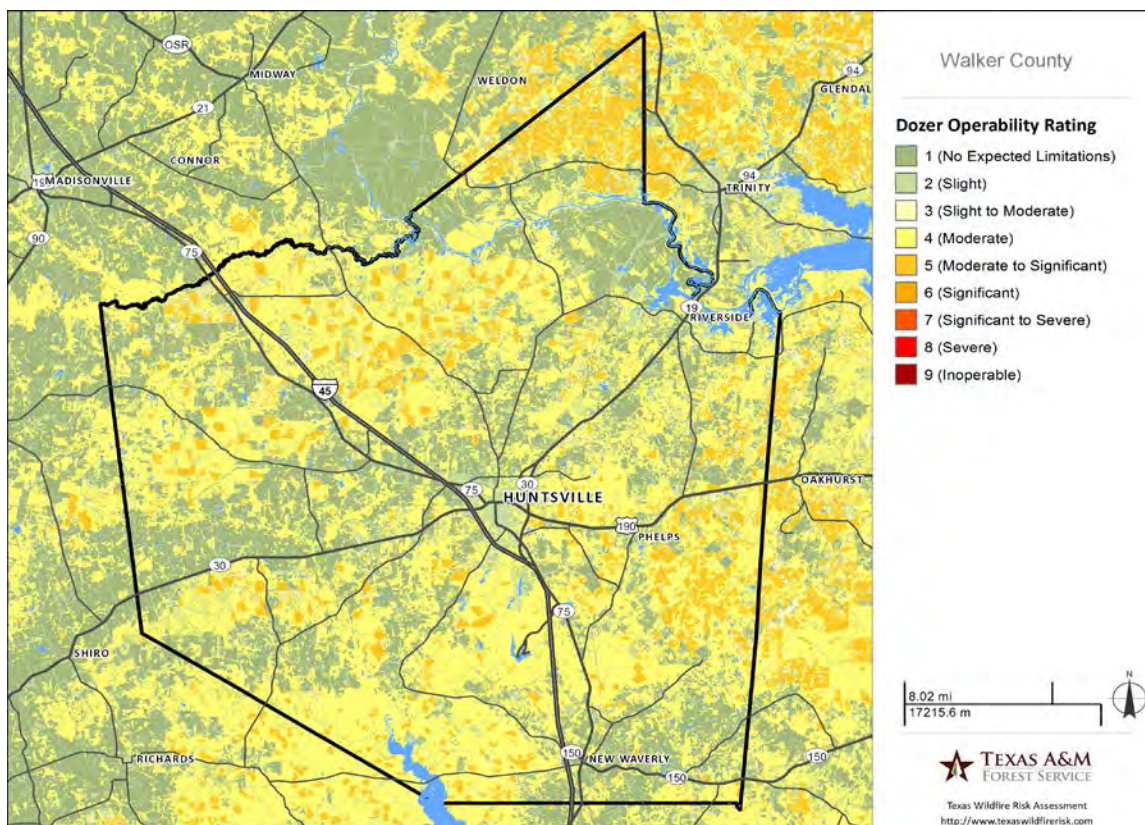 OSR
MIDWAY
WELDON
94
GLENDAL
21
CONNOR
19
MADISONVILLE
94
TRINITY
90
75
19
RIVERSIDE
45
75
30
HUNTSVILLE
OAKHURST
190
PHELPS
30
75
SHIRO
RICHARDS
150
NEW WAVERLY
150
150
Walker County
Dozer Operability Rating
1 (No Expected Limitations)
2 (Slight)
3 (Slight to Moderate)
4 (Moderate)
5 (Moderate to Significant)
6 (Significant)
7 (Significant to Severe)
8 (Severe)
9 (Inoperable)
8.02 mi
17215.6 m
N
TEXAS A&M
FOREST SERVICE
Texas Wildfire Risk Assessment
http://www.texaswildfirerisk.com